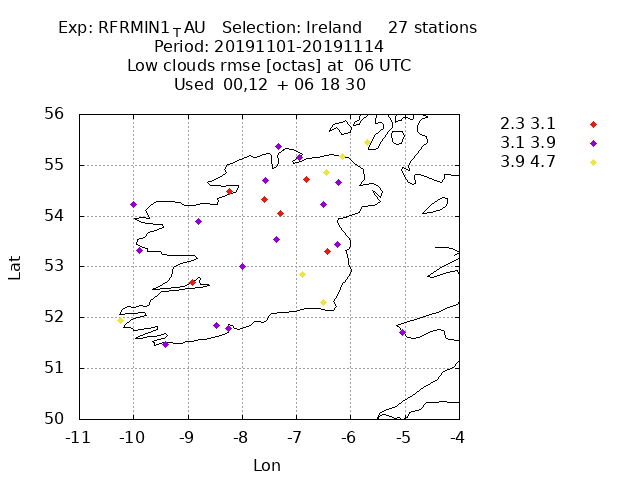 Exp: RFRMIN1_TAU   Selection: Ireland     27 stations
Period: 20191101-20191114
Low clouds rmse [octas] at  06 UTC
Used  00,12  + 06 18 30
2.3 3.1
3.1 3.9
3.9 4.7
56
55
54
53
52
51
50
Lat
-11 -10 -9 -8 -7 -6 -5 -4
Lon